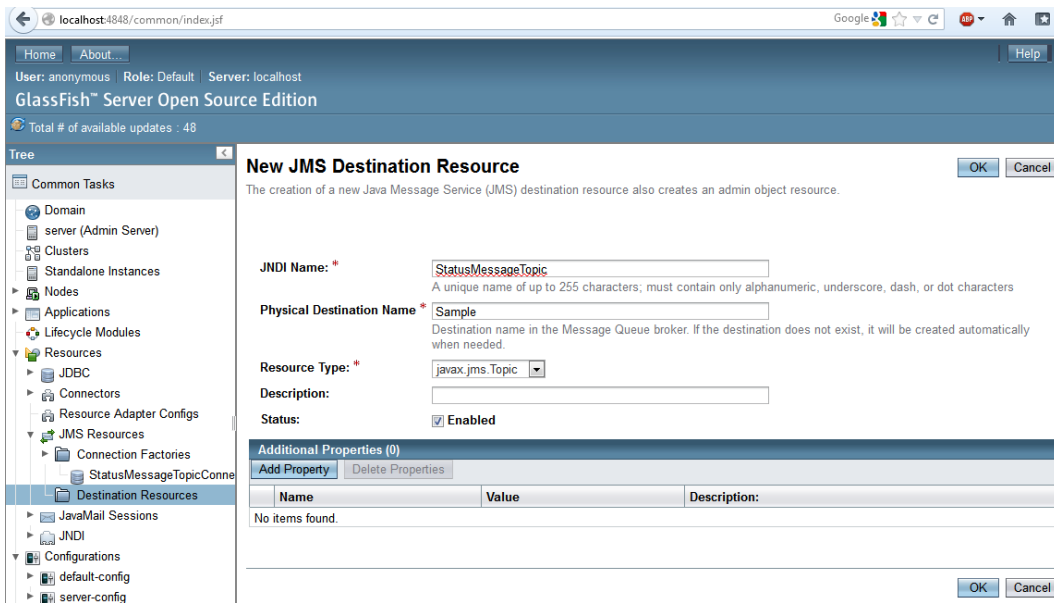 localhost:4848/common/index.jsf
Google
ABP
Home About... Help
User: anonymous Role: Default Server: localhost
GlassFish™ Server Open Source Edition
Total # of available updates : 48
Tree
Common Tasks
Domain
server (Admin Server)
Clusters
Standalone Instances
Nodes
Applications
Lifecycle Modules
Resources
JDBC
Connectors
Resource Adapter Configs
JMS Resources
Connection Factories
StatusMessageTopicConne
Destination Resources
JavaMail Sessions
JNDI
Configurations
default-config
server-config
New JMS Destination Resource
OK Cancel
The creation of a new Java Message Service (JMS) destination resource also creates an admin object resource.
JNDI Name: * StatusMessageTopic
A unique name of up to 255 characters; must contain only alphanumeric, underscore, dash, or dot characters
Physical Destination Name * Sample
Destination name in the Message Queue broker. If the destination does not exist, it will be created automatically
when needed.
Resource Type: * javax.jms.Topic
Description:
Status: Enabled
Additional Properties (0)
Add Property Delete Properties
Name Value Description:
No items found.
OK Cancel